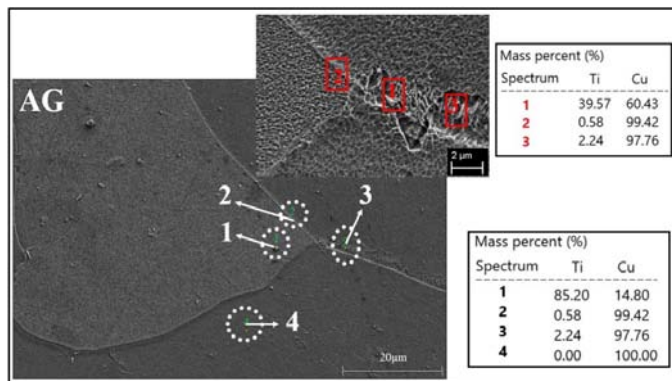 AG
2 µm
2
3
1
4
20µm
Mass percent (%)
Spectrum Ti Cu
1 39.57 60.43
2 0.58 99.42
3 2.24 97.76
Mass percent (%)
Spectrum Ti Cu
1 85.20 14.80
2 0.58 99.42
3 2.24 97.76
4 0.00 100.00